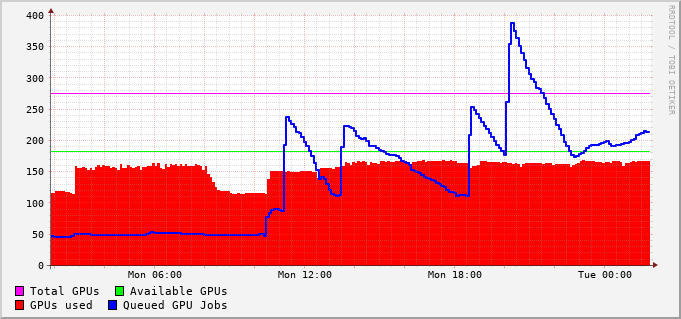 400
350
300
250
200
150
100
50
0
Mon 06:00 Mon 12:00 Mon 18:00 Tue 00:00
Total GPUs Available GPUs
GPUs used Queued GPU Jobs
RRDTOOL / TOBI OETIKER